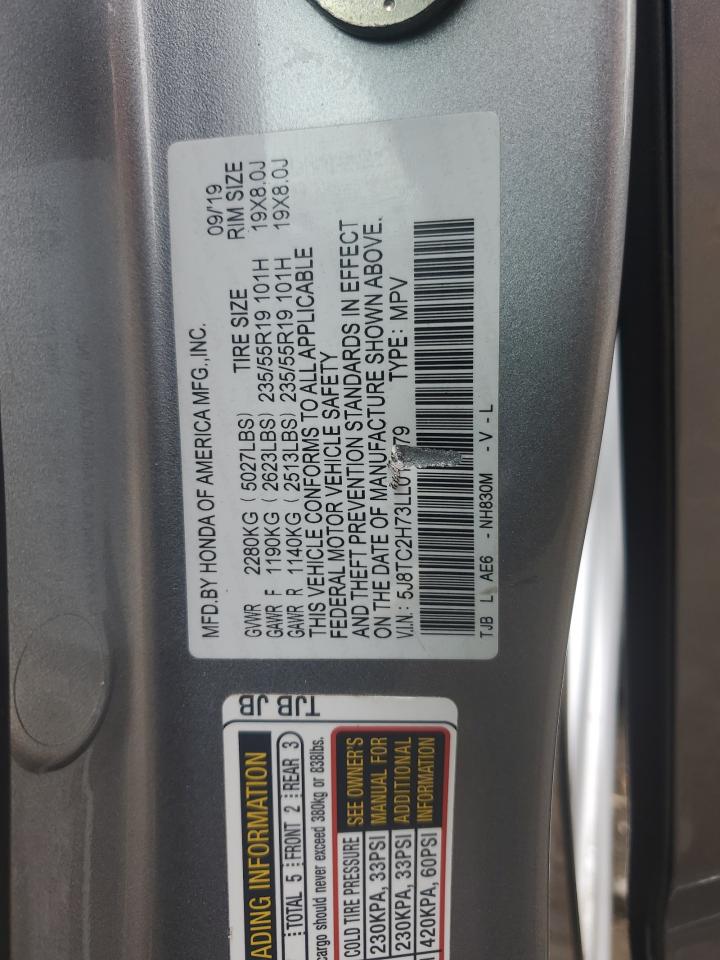 MFD.BY HONDA OF AMERICA MFG.,INC. 09/19
TIRE SIZE RIM SIZE
GVWR 2280KG (5027LBS)
GAWR F 1190KG (2623LBS) 235/55R19 101H 19X8.0J
GAWR R 1140KG (2513LBS) 235/55R19 101H 19X8.0J
THIS VEHICLE CONFORMS TO ALL APPLICABLE
FEDERAL MOTOR VEHICLE SAFETY
AND THEFT PREVENTION STANDARDS IN EFFECT
ON THE DATE OF MANUFACTURE SHOWN ABOVE.
V.I.N.: TYPE: MPV
TJB L AE6 -NH830M -V-L
TJB JB
TJB
ADING INFORMATION
TOTAL 5 FRONT 2 REAR 3
cargo should never exceed 380kg or 838lbs.
COLD TIRE PRESSURE SEE OWNER'S
230KPA, 33PSI MANUAL FOR
230KPA, 33PSI ADDITIONAL
420KPA, 60PSI INFORMATION